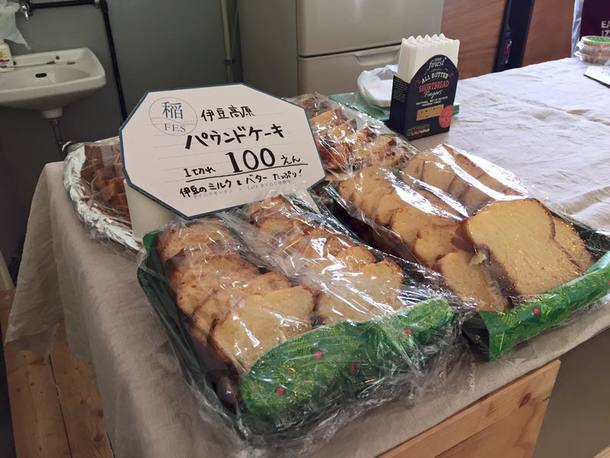 稲
FES
伊豆高原
パウンドケーキ
1切れ 100 えん
伊豆のミルク & バター たっぷり!
finest
ALL BUTTER
SHORTBREAD
Fingers